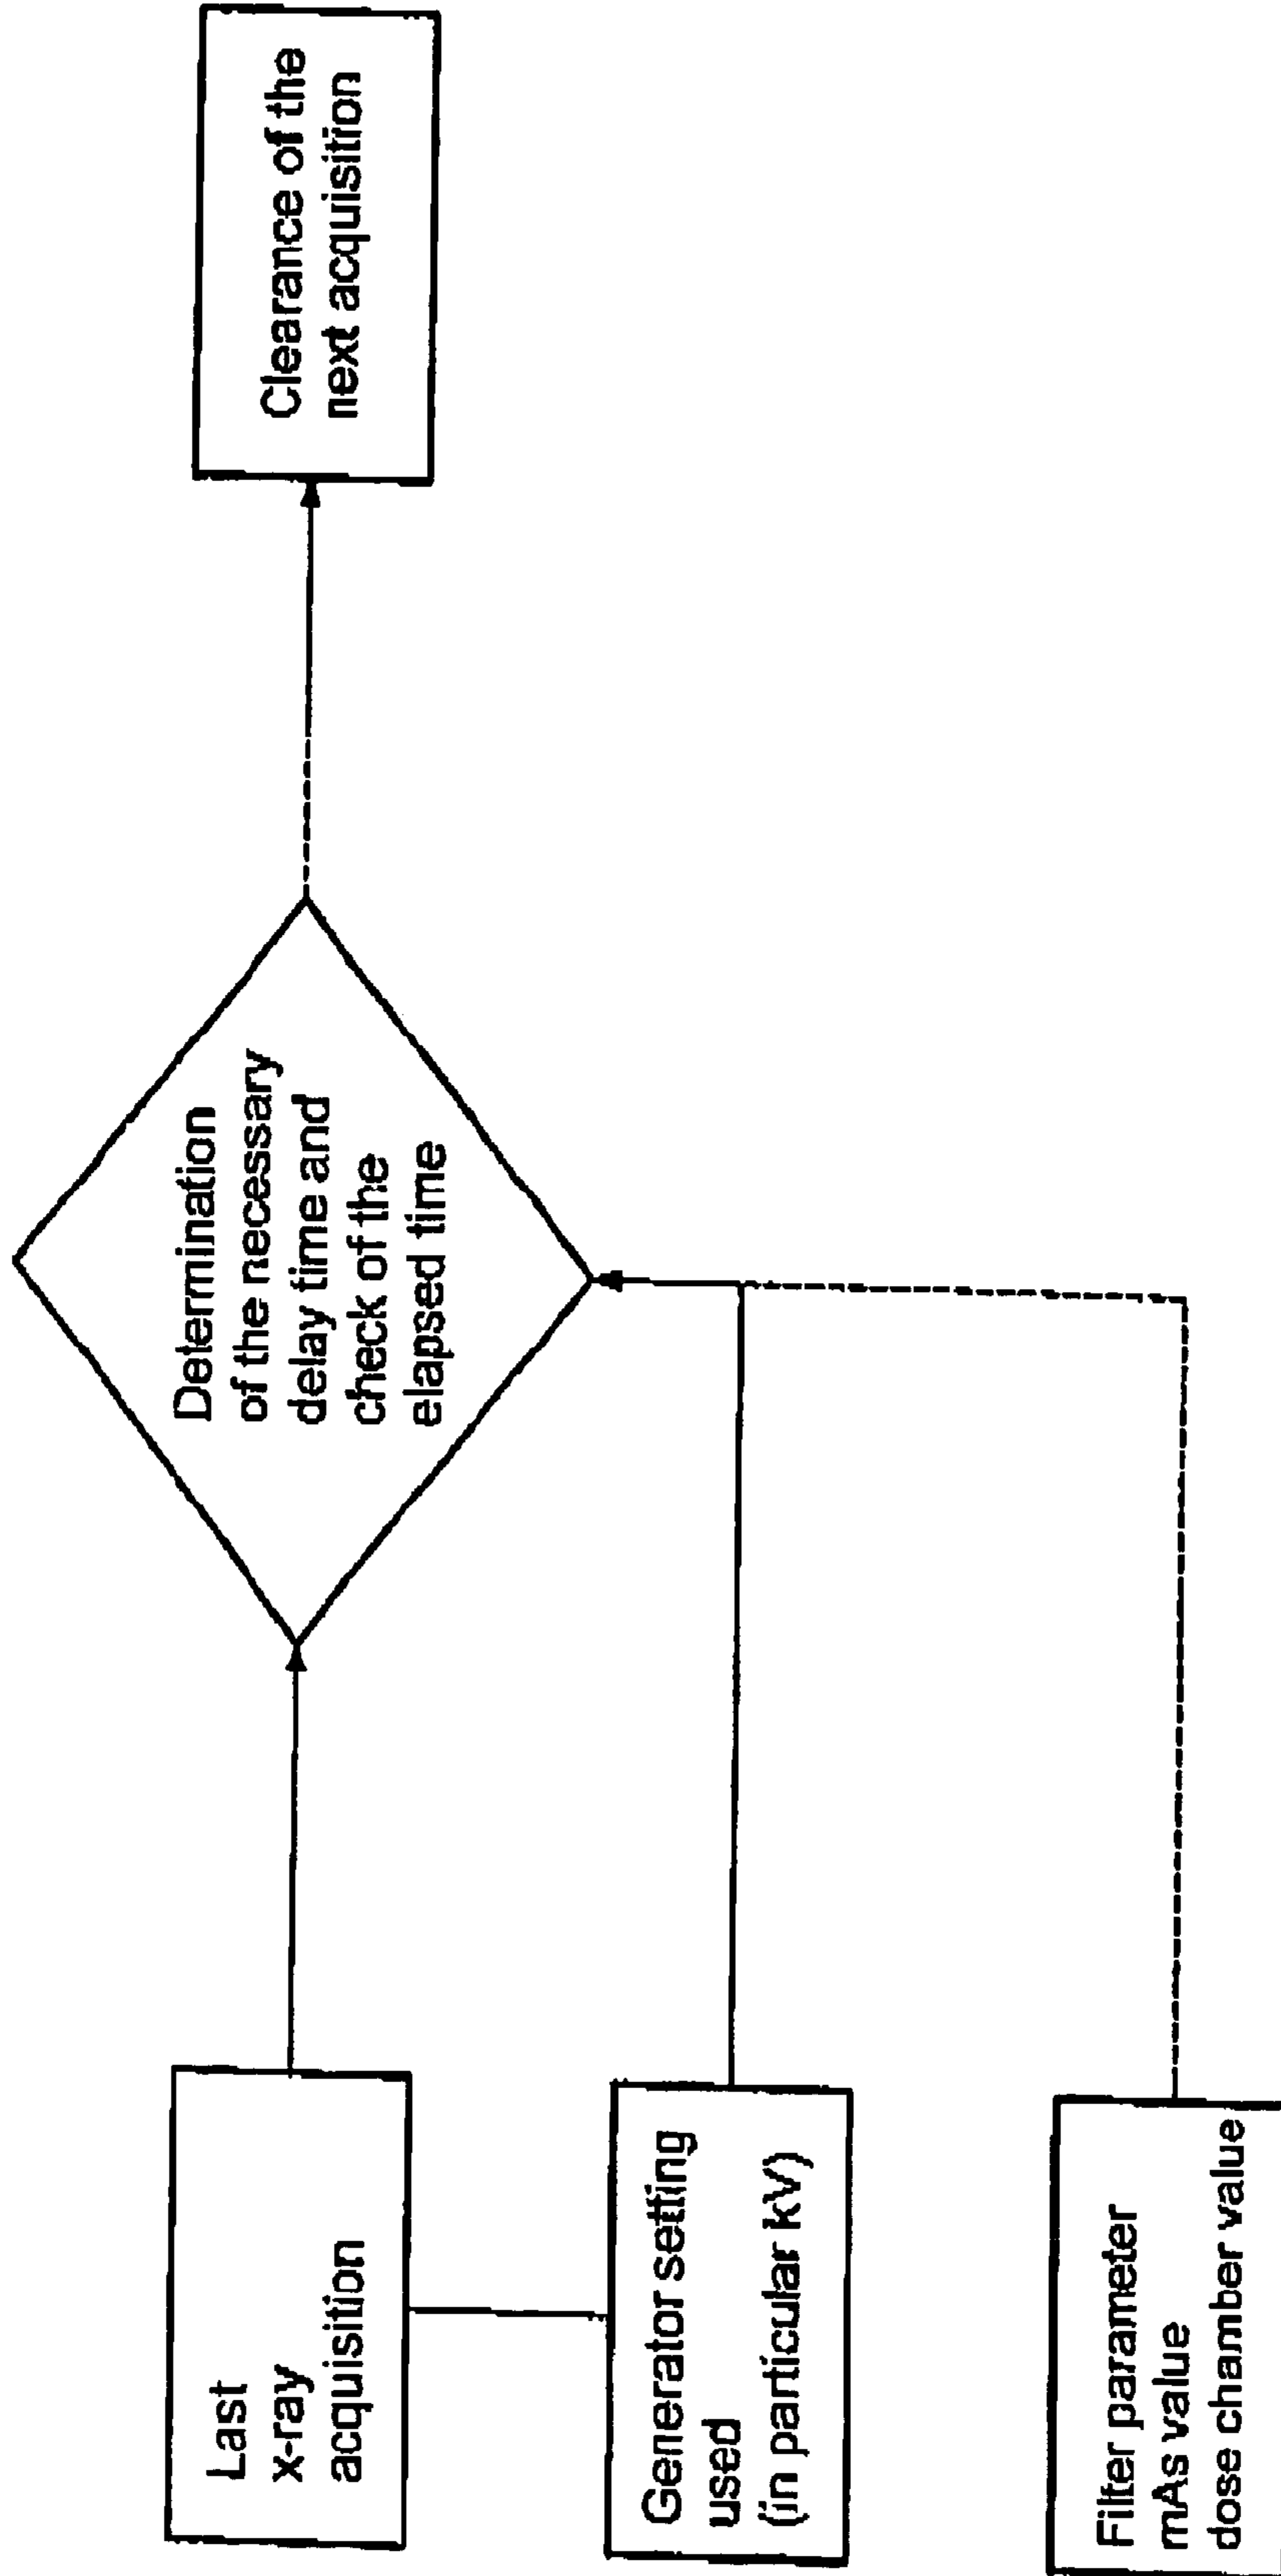 Last
x-ray
acquisition
Determination
of the necessary
delay time and
check of the
elapsed time
Clearance of the
next acquisition
Generator setting
used
(in particular kV)
Filter parameter
mAs value
dose chamber value